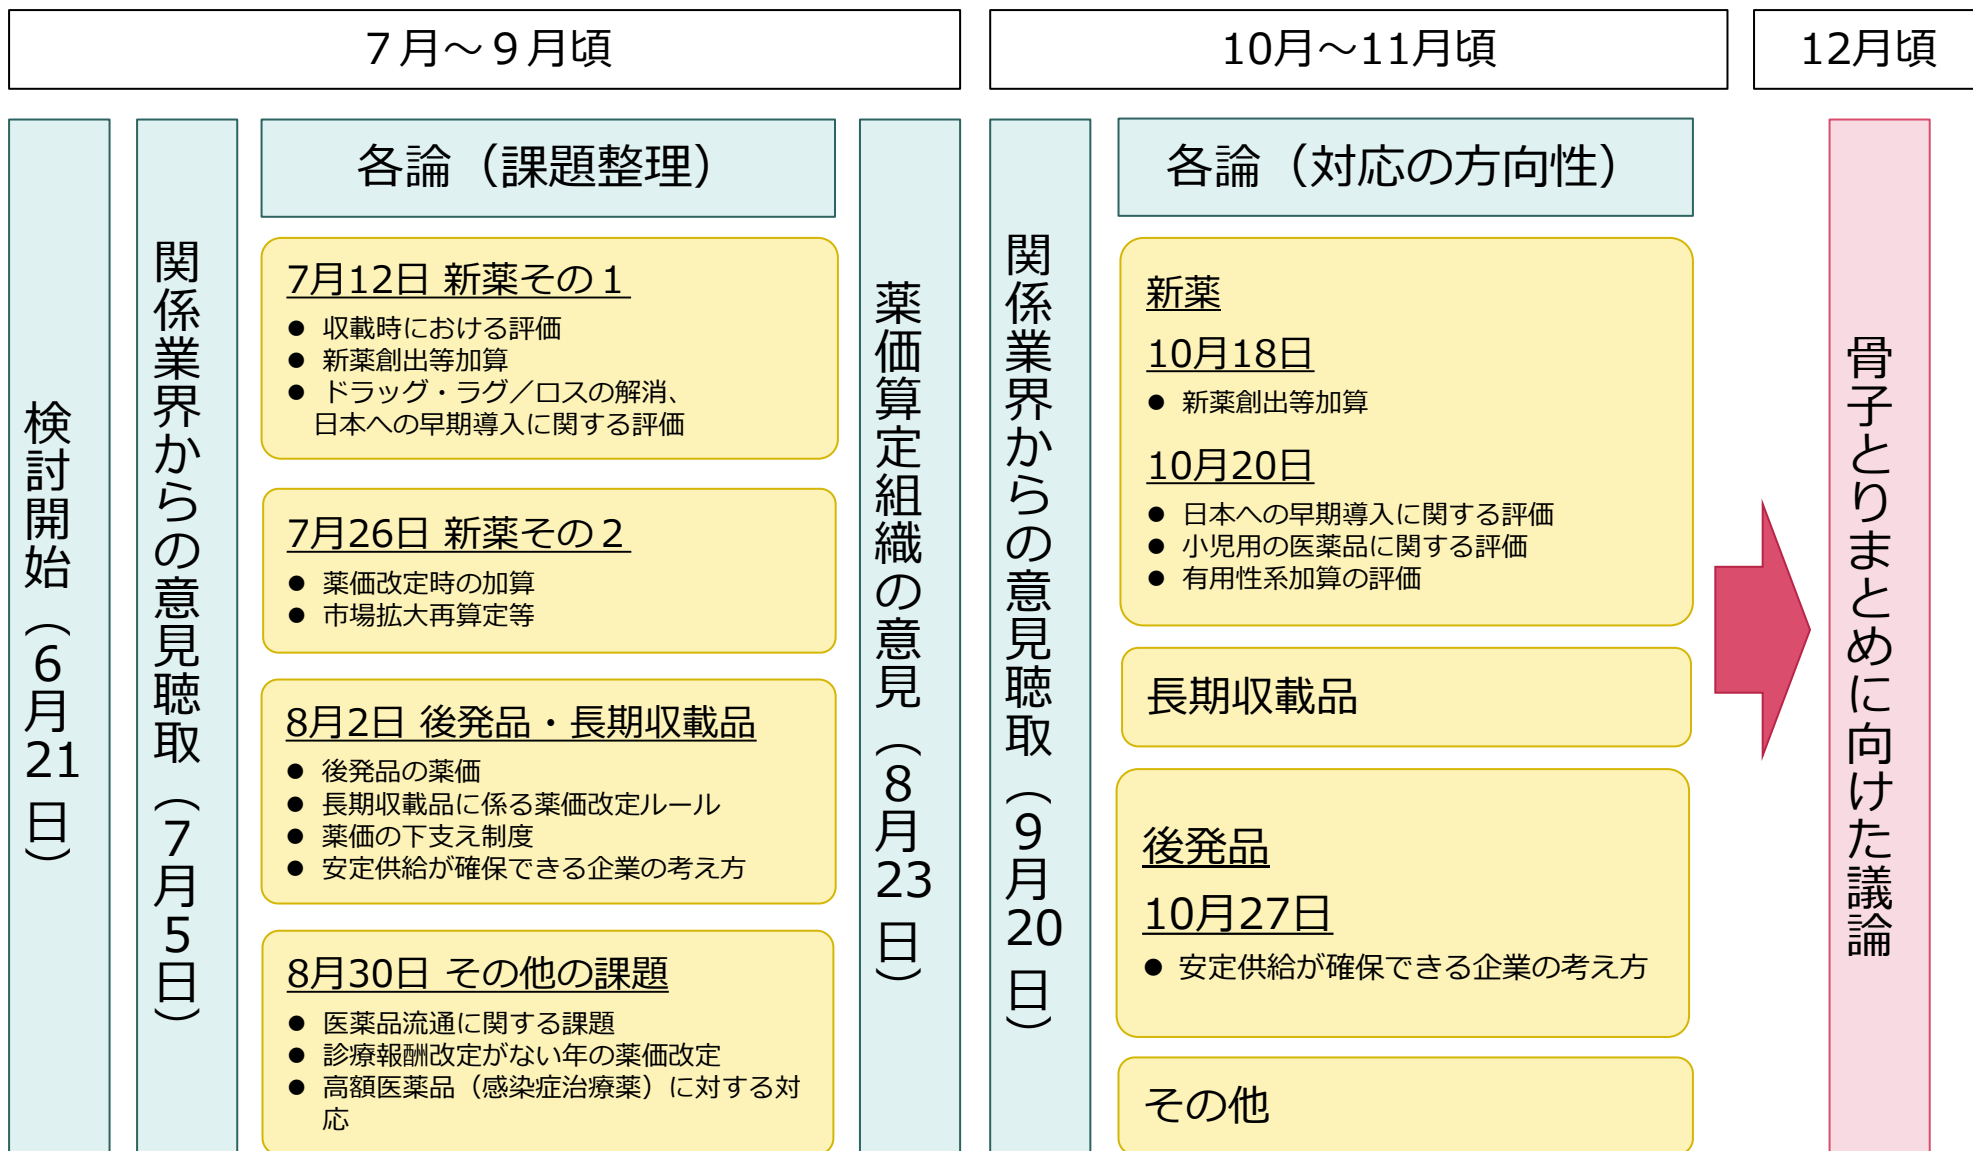 ７月～９月頃
10月～11月頃
12月頃
検討開始（６月21日）
関係業界からの意見聴取（７月５日）
各論（課題整理）
7月12日 新薬その１
● 収載時における評価
● 新薬創出等加算
● ドラッグ・ラグ／ロスの解消、
日本への早期導入に関する評価
7月26日 新薬その２
● 薬価改定時の加算
● 市場拡大再算定等
8月2日 後発品・長期収載品
● 後発品の薬価
● 長期収載品に係る薬価改定ルール
● 薬価の下支え制度
● 安定供給が確保できる企業の考え方
8月30日 その他の課題
● 医薬品流通に関する課題
● 診療報酬改定がない年の薬価改定
● 高額医薬品（感染症治療薬）に対する対
応
薬価算定組織の意見（８月23日）
関係業界からの意見聴取（９月20日）
各論（対応の方向性）
新薬
10月18日
● 新薬創出等加算
10月20日
● 日本への早期導入に関する評価
● 小児用の医薬品に関する評価
● 有用性系加算の評価
長期収載品
後発品
10月27日
● 安定供給が確保できる企業の考え方
その他
骨子とりまとめに向けた議論